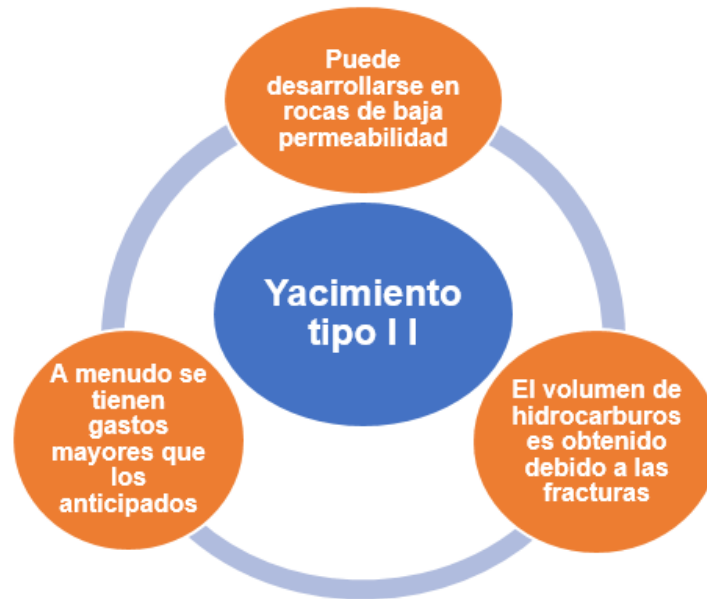 Puede
desarrollarse en
rocas de baja
permeabilidad
Yacimiento
tipo I I
A menudo se
tienen
gastos
mayores que
los
anticipados
El volumen de
hidrocarburos
es obtenido
debido a las
fracturas